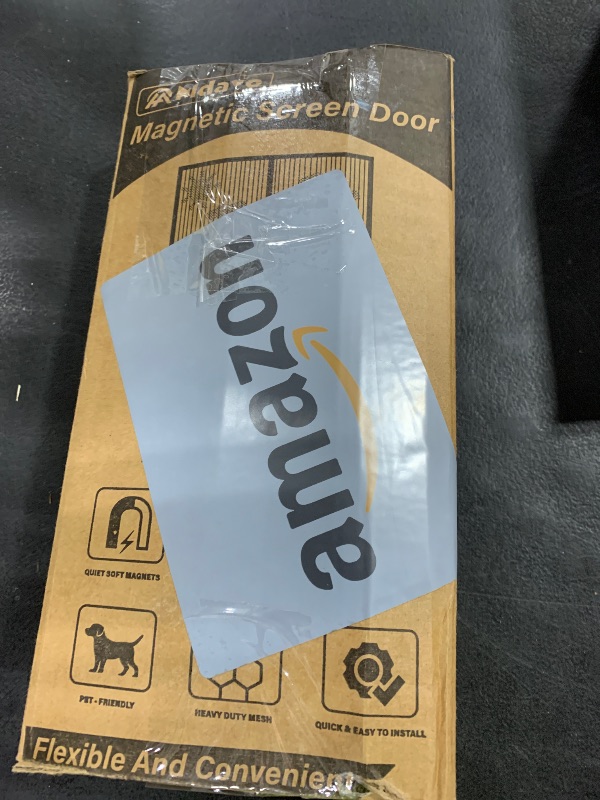 Magnetic Screen Door
amazon
QUIET SOFT MAGNETS
PET-FRIENDLY
HEAVY DUTY MESH
QUICK & EASY TO INSTALL
Flexible And Convenient